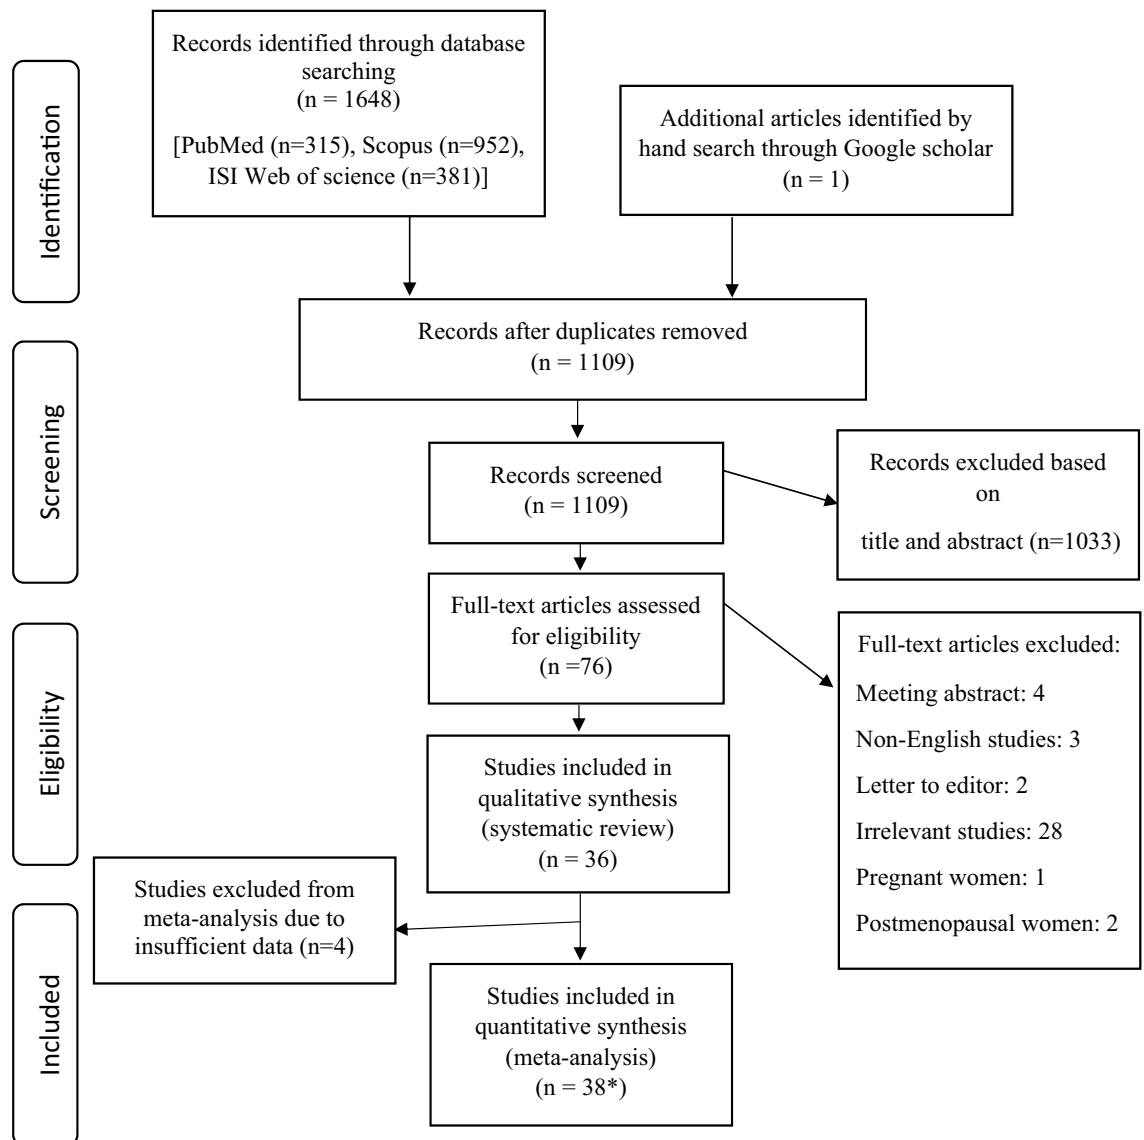 Identification
Records identified through database
searching
(n = 1648)
[PubMed (n=315), Scopus (n=952),
ISI Web of science (n=381)]
Additional articles identified by
hand search through Google scholar
(n = 1)
Records after duplicates removed
(n = 1109)
Screening
Records screened
(n = 1109)
Records excluded based
on
title and abstract (n=1033)
Full-text articles assessed
for eligibility
(n =76)
Eligibility
Full-text articles excluded:
Meeting abstract: 4
Non-English studies: 3
Letter to editor: 2
Irrelevant studies: 28
Pregnant women: 1
Postmenopausal women: 2
Studies included in
qualitative synthesis
(systematic review)
(n = 36)
Studies excluded from
meta-analysis due to
insufficient data (n=4)
Included
Studies included in
quantitative synthesis
(meta-analysis)
(n = 38*)